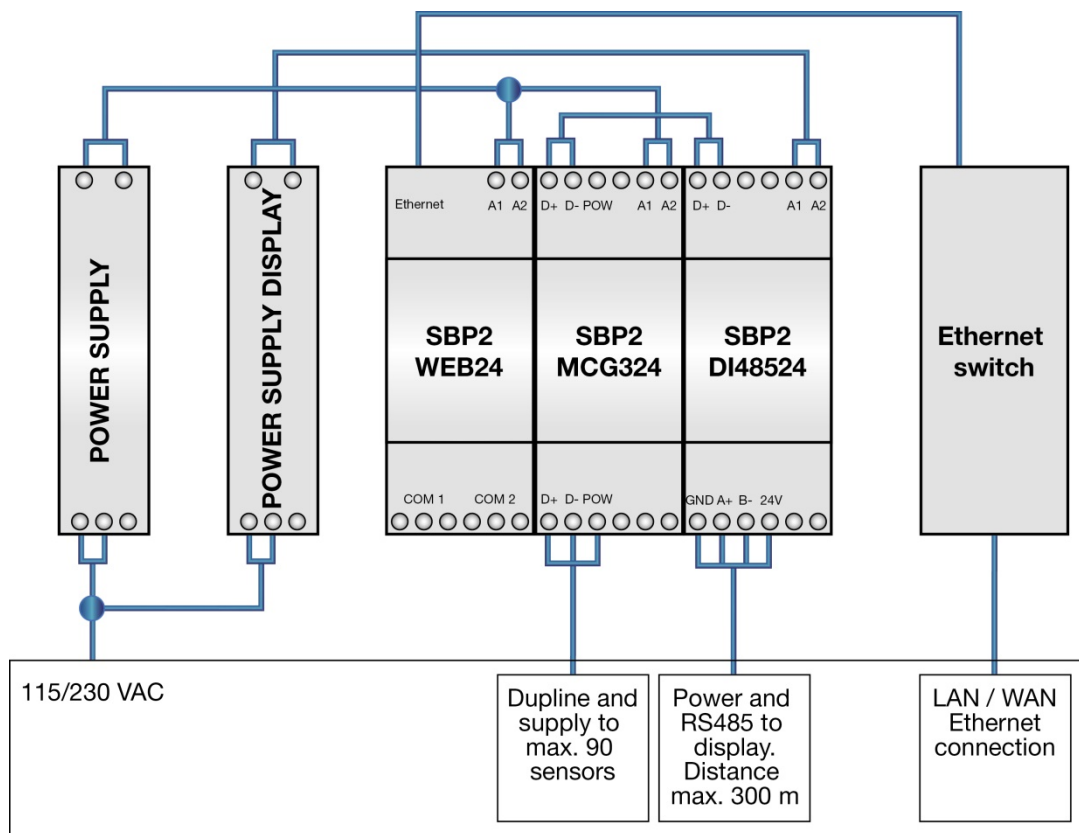 POWER SUPPLY
POWER SUPPLY DISPLAY
Ethernet
A1 A2
D+ D- POW
A1 A2
D+ D-
A1 A2
SBP2
WEB24
SBP2
MCG324
SBP2
DI48524
Ethernet
switch
COM 1
COM 2
D+ D- POW
GND A+ B- 24V
115/230 VAC
Dupline and
supply to
max. 90
sensors
Power and
RS485 to
display.
Distance
max. 300 m
LAN / WAN
Ethernet
connection